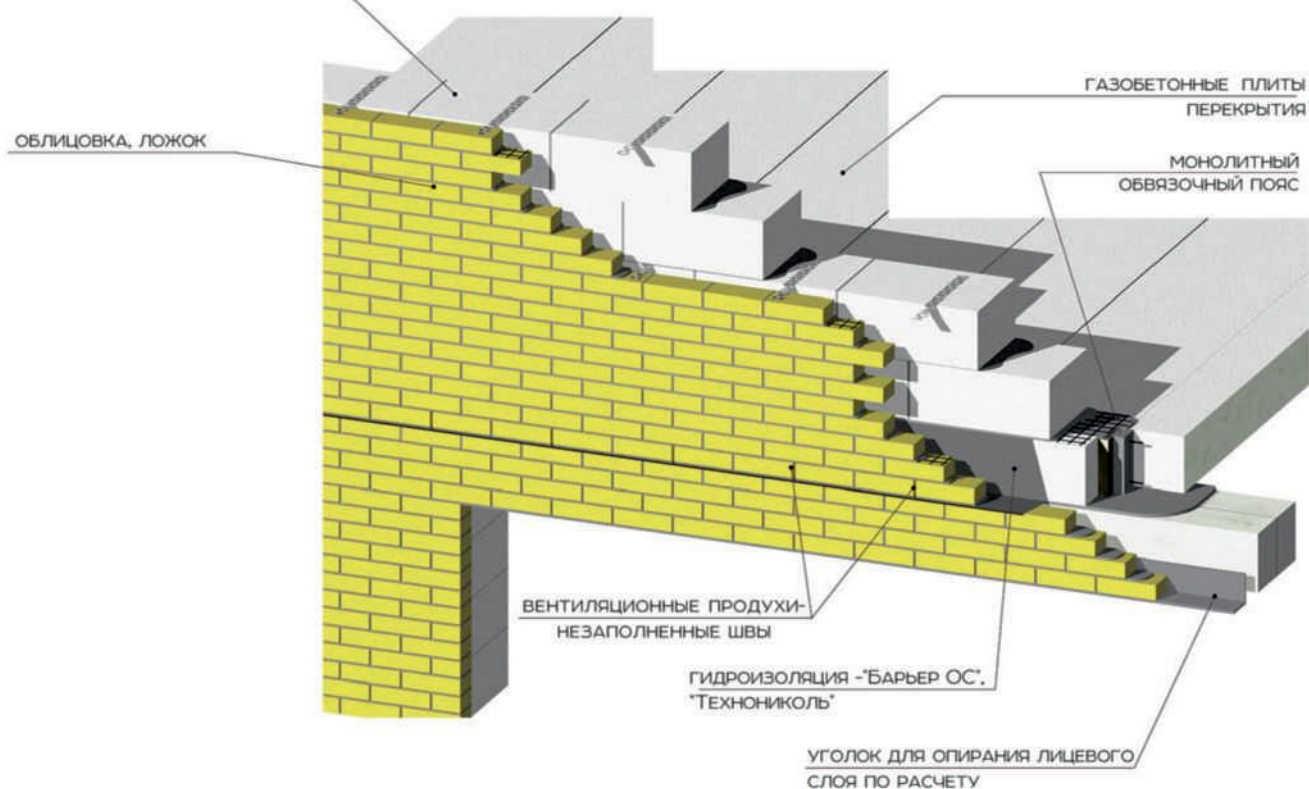 ГАЗОБЕТОННЫЕ ПЛИТЫ
ПЕРЕКРЫТИЯ
ОБЛИЦОВКА, ЛОЖОК
МОНОЛИТНЫЙ
ОБВЯЗОЧНЫЙ ПОЯС
ВЕНТИЛЯЦИОННЫЕ ПРОДУХИ-
НЕЗАПОЛНЕННЫЕ ШВЫ
ГИДРОИЗОЛЯЦИЯ -"БАРЬЕР ОС",
"ТЕХНОНИКОЛЬ"
УГОЛОК ДЛЯ ОПИРАНИЯ ЛИЦЕВОГО
СЛОЯ ПО РАСЧЕТУ